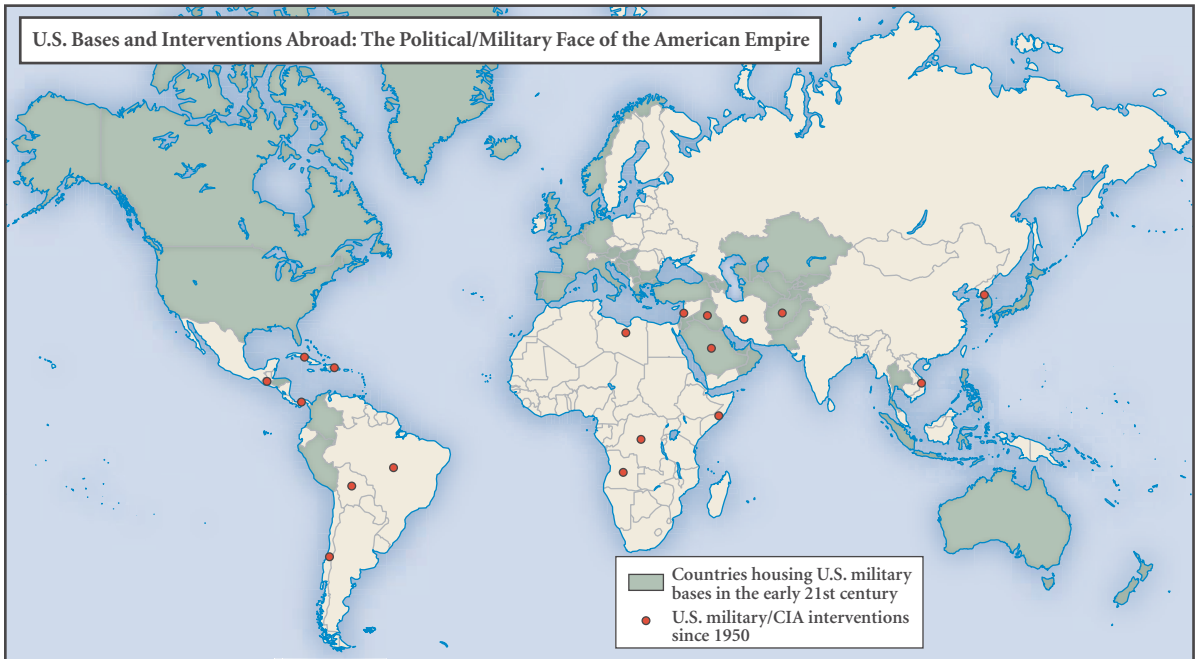 U.S. Bases and Interventions Abroad: The Political/Military Face of the American Empire
Countries housing U.S. military
bases in the early 21st century
U.S. military/CIA interventions
since 1950